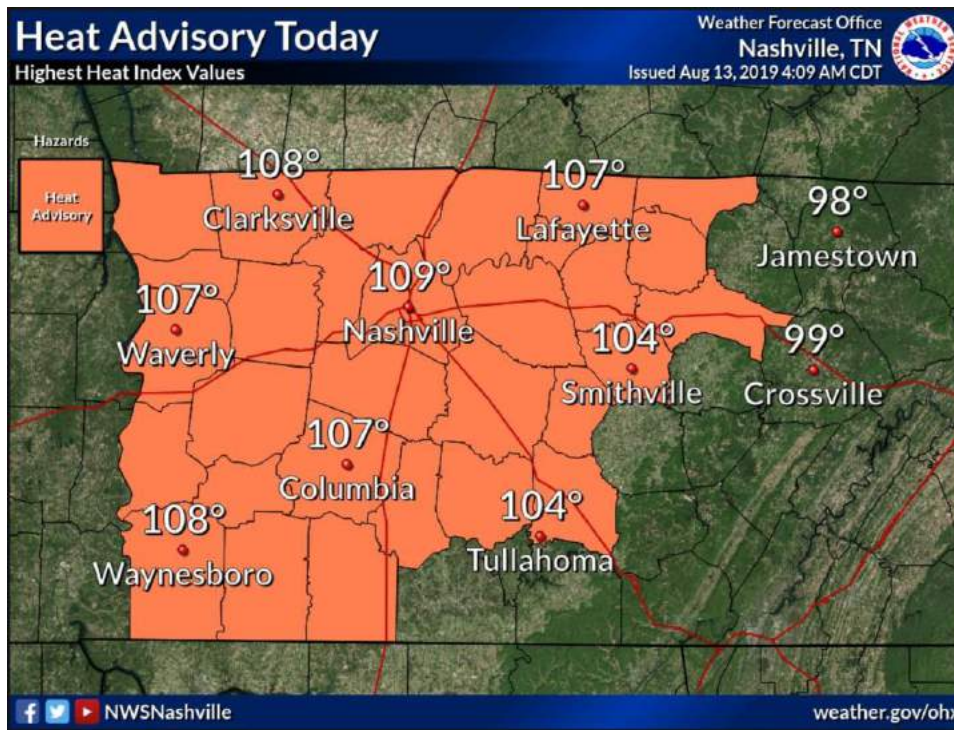 Heat Advisory Today
Highest Heat Index Values
Weather Forecast Office
Nashville, TN
Issued Aug 13, 2019 4:09 AM CDT
Hazards
Heat
Advisory
108°
Clarksville
107°
Lafayette
98°
Jamestown
109°
Nashville
107°
Waverly
104°
Smithville
99°
Crossville
107°
Columbia
108°
Waynesboro
104°
Tullahoma
NWSNashville
weather.gov/ohx